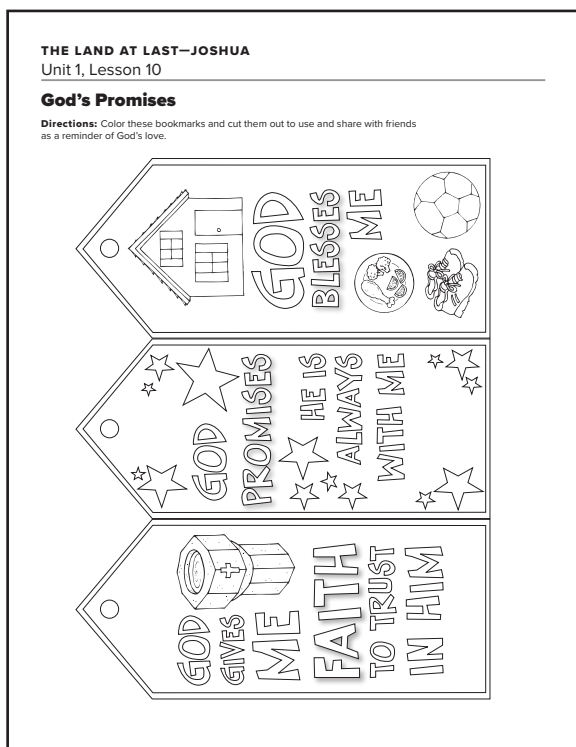 THE LAND AT LAST—JOSHUA
Unit 1, Lesson 10
God's Promises
Directions: Color these bookmarks and cut them out to use and share with friends
as a reminder of God's love.
GOD
BLESSES
ME
GOD
PROMISES
HE IS
ALWAYS
WITH ME
GOD
GIVES
ME
FAITH
TO TRUST
IN HIM